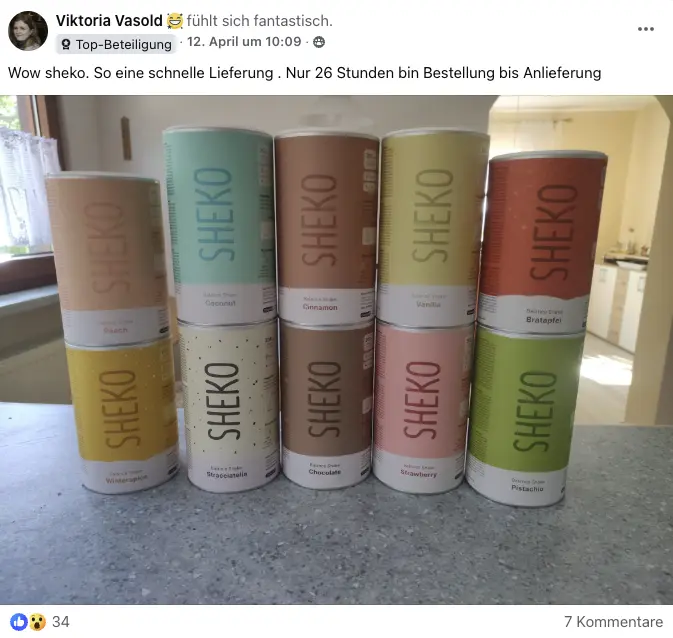 Viktoria Vasold 😅 fühlt sich fantastisch.
Top-Beteiligung · 12. April um 10:09 ·
Wow sheko. So eine schnelle Lieferung . Nur 26 Stunden bin Bestellung bis Anlieferung
SHEKO
SHEKO
SHEKO
SHEKO
SHEKO
Peach
Coconut
Cinnamon
Vanilla
Bratapfel
SHEKO
SHEKO
SHEKO
SHEKO
SHEKO
Stracciatella
Chocolate
Strawberry
Pistachio
34
7 Kommentare